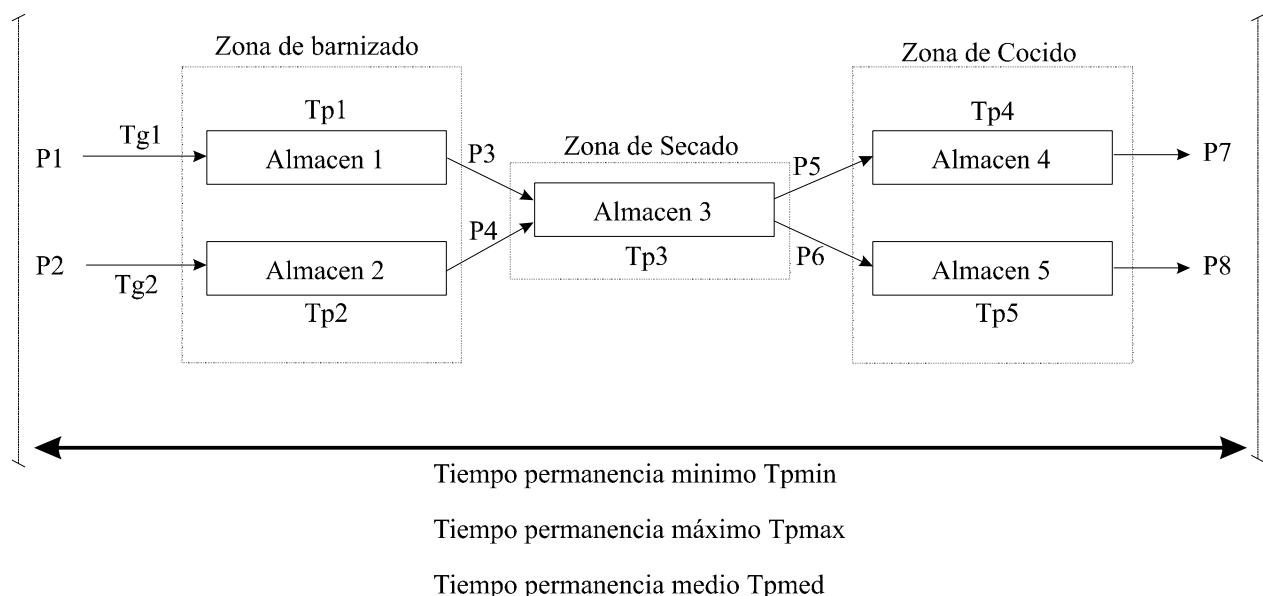 Zona de barnizado
Zona de Cocido
Tp1
Tp4
Tg1
P3
Zona de Secado
P5
P1
Almacen 1
Almacen 4
P7
Almacen 3
P4
P2
Almacen 2
Tp3
P6
Almacen 5
P8
Tg2
Tp2
Tp5
Tiempo permanencia minimo Tpmin
Tiempo permanencia máximo Tpmax
Tiempo permanencia medio Tpmed